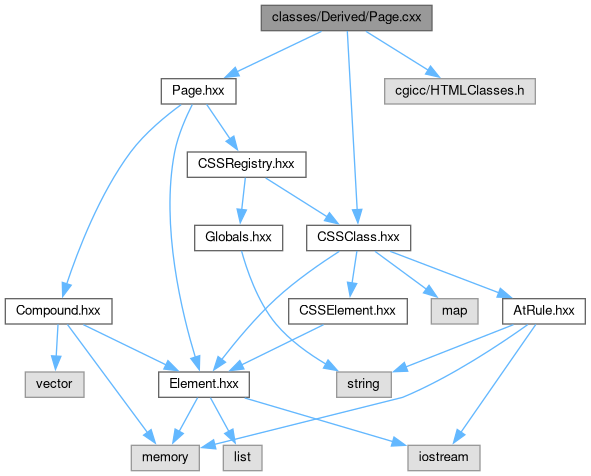 classes/Derived/Page.cxx
Page.hxx
cgicc/HTMLClasses.h
CSSRegistry.hxx
Globals.hxx
CSSClass.hxx
Compound.hxx
CSSElement.hxx
map
AtRule.hxx
vector
Element.hxx
string
memory
list
iostream